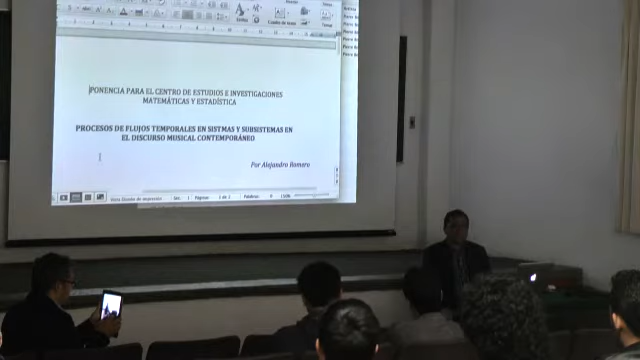 PONENCIA PARA EL CENTRO DE ESTUDIOS E INVESTIGACIONES
MATEMÁTICAS Y ESTADÍSTICA
PROCESOS DE FLUJOS TEMPORALES EN SISTMAS Y SUBSISTEMAS EN
EL DISCURSO MUSICAL CONTEMPORÁNEO
Por Alejandro Romero